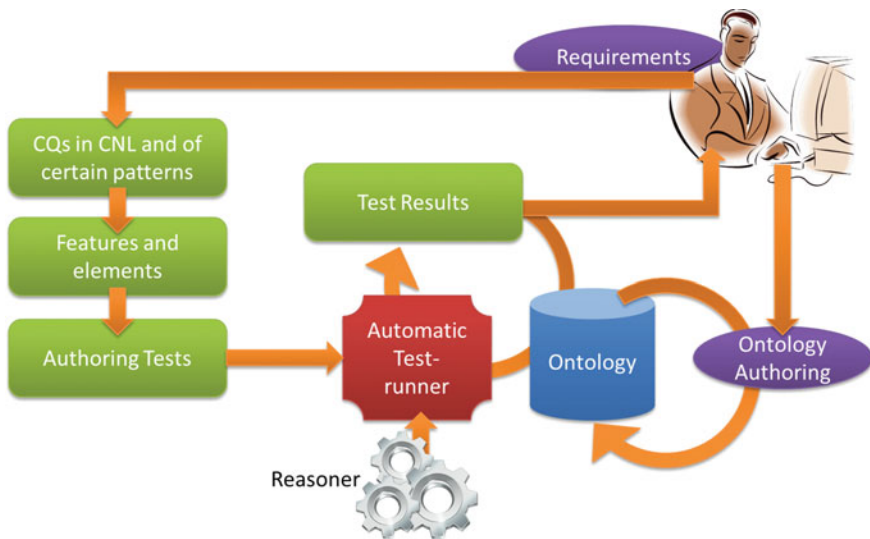 Requirements
CQs in CNL and of
certain patterns
Test Results
Features and
elements
Authoring Tests
Automatic
Test-
runner
Ontology
Ontology
Authoring
Reasoner